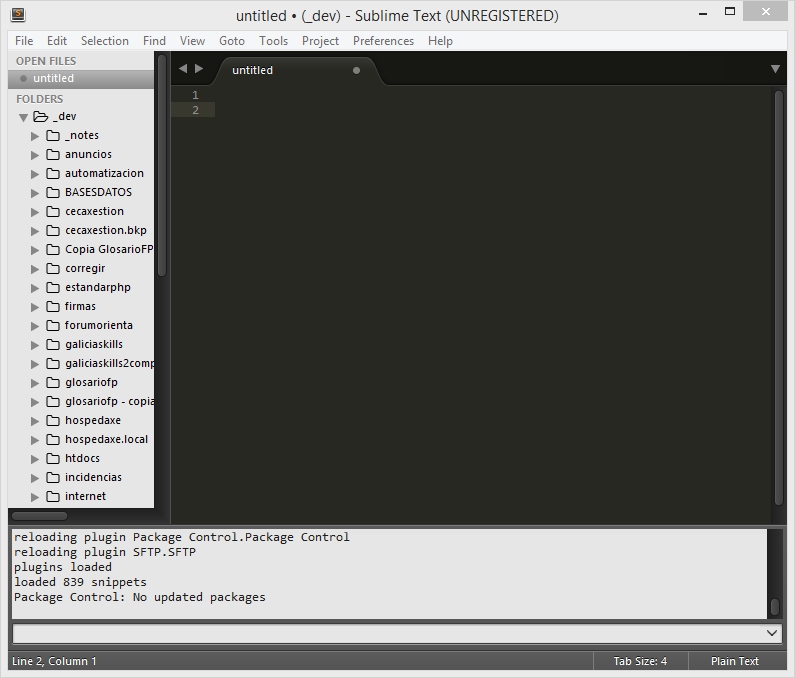 untitled • (_dev) - Sublime Text (UNREGISTERED)
File Edit Selection Find View Goto Tools Project Preferences Help
OPEN FILES
untitled
FOLDERS
_dev
_notes
anuncios
automatizacion
BASESDATOS
cecaxestion
cecaxestion.bkp
Copia GlosarioFP
corregir
estandarphp
firmas
forumorienta
galiciaskills
galiciaskills2comp
glosariofp
glosariofp - copia
hospedaxe
hospedaxe.local
htdocs
incidencias
internet
untitled
1
2
reloading plugin Package Control.Package Control
reloading plugin SFTP.SFTP
plugins loaded
loaded 839 snippets
Package Control: No updated packages
Line 2, Column 1 Tab Size: 4 Plain Text